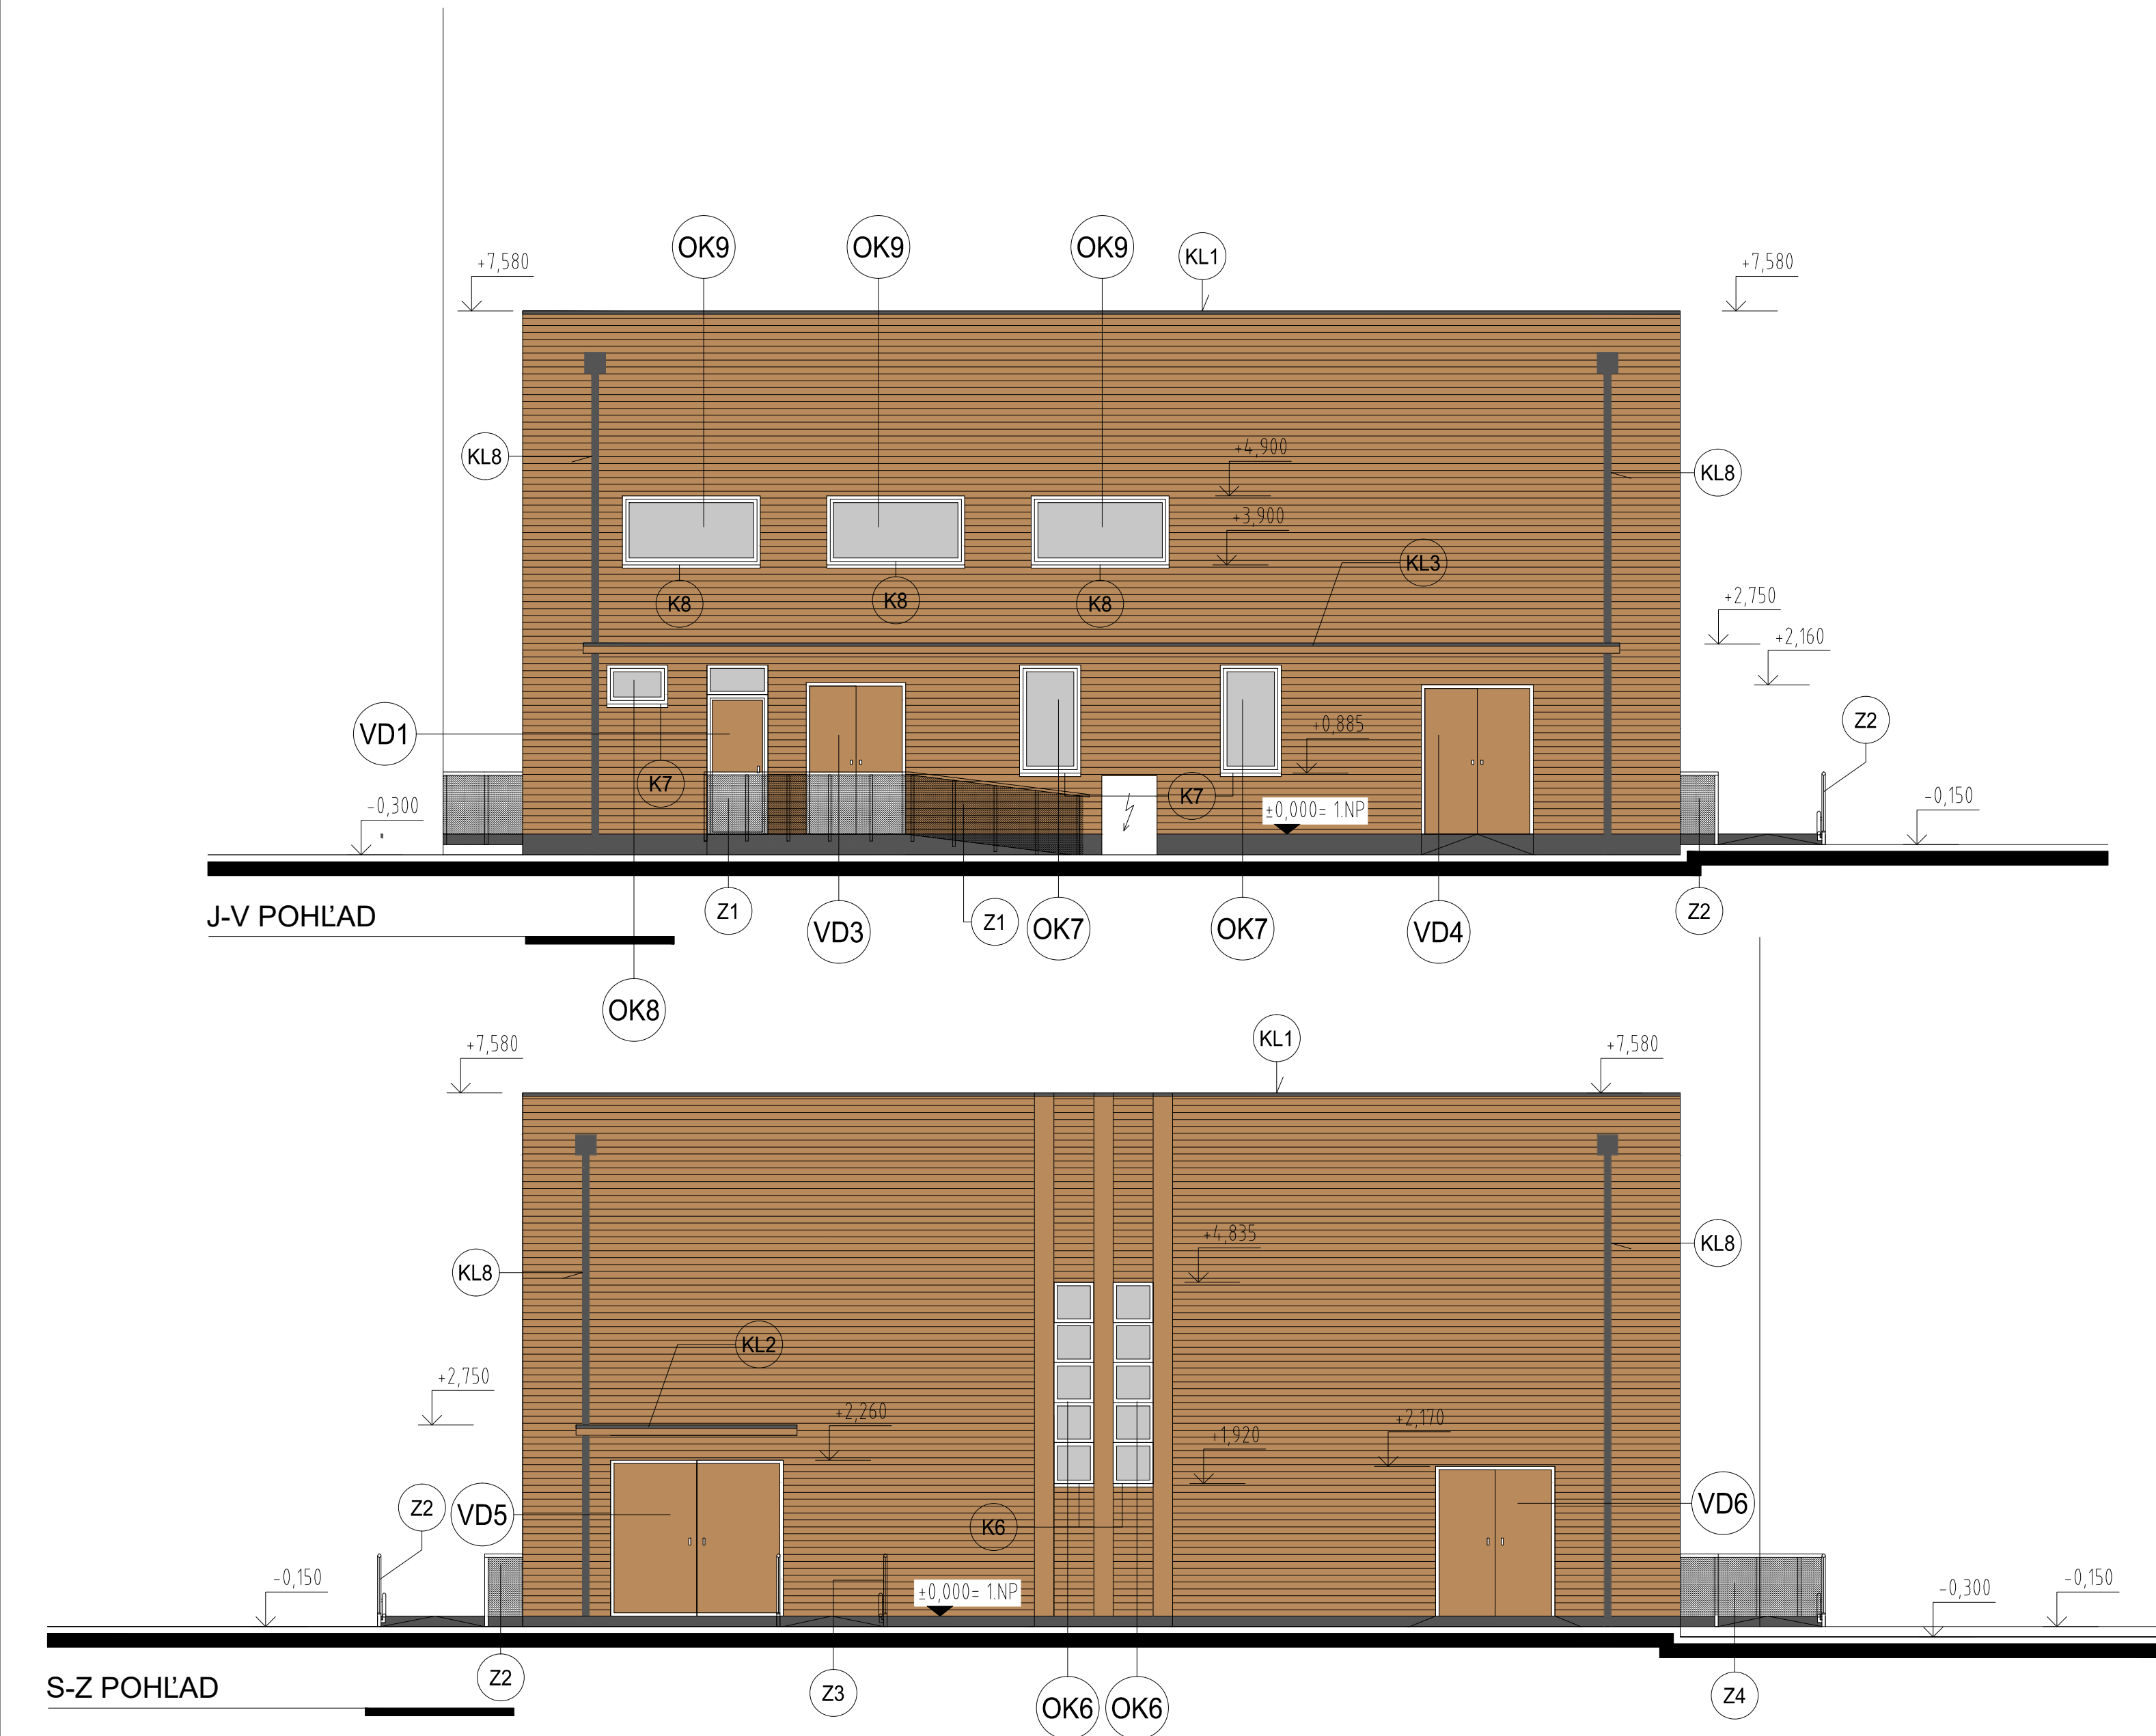 OK9
OK9
OK9
KL1
+7,580
+7,580
KL8
+4,900
KL8
+3,900
KL3
K8
K8
K8
+2,750
+2,160
VD1
Z2
+0,885
K7
K7
-0,300
±0,000= 1.NP
-0,150
J-V POHĽAD
Z1
VD3
Z1
OK7
OK7
VD4
Z2
OK8
+7,580
KL1
+7,580
+4,835
KL8
KL8
KL2
+2,750
+2,260
+2,170
+1,920
Z2
VD5
K6
VD6
-0,150
±0,000= 1.NP
-0,300
-0,150
S-Z POHĽAD
Z2
Z3
OK6
OK6
Z4